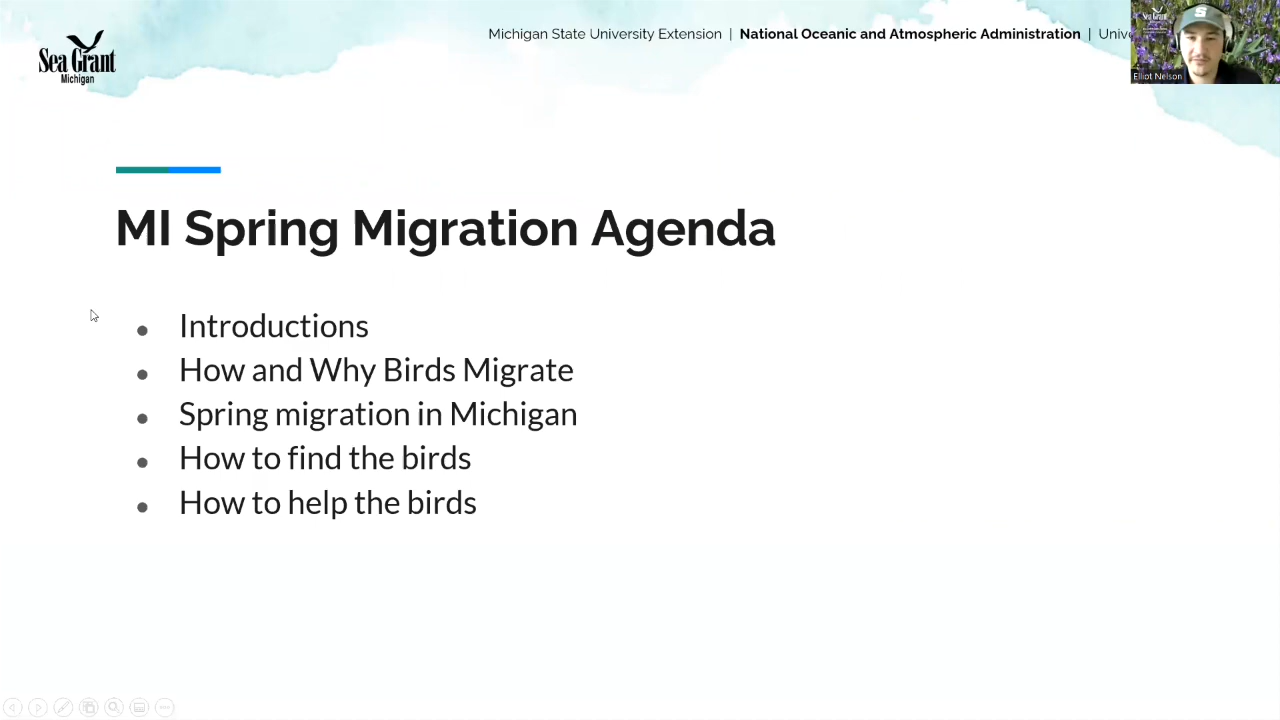 Michigan State University Extension | National Oceanic and Atmospheric Administration | Unive
Sea Grant
Michigan
Sea Grant
Elliot Nelson
MI Spring Migration Agenda
Introductions
How and Why Birds Migrate
Spring migration in Michigan
How to find the birds
How to help the birds